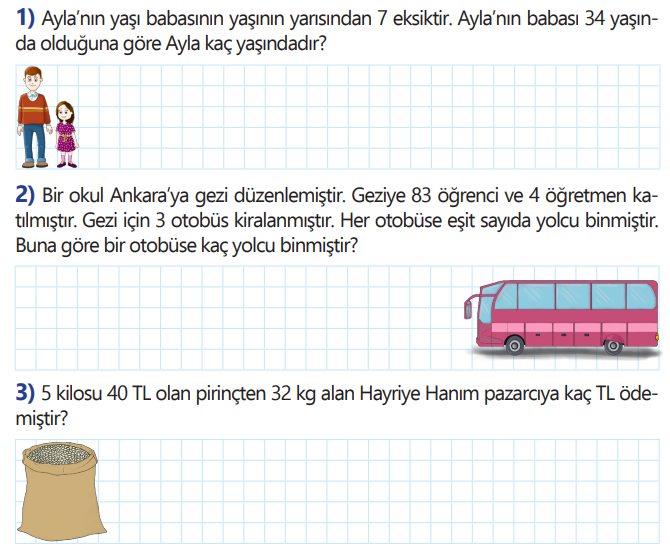 1) Ayla’nın yaşı babasının yaşının yarısından 7 eksiktir. Ayla’nın babası 34 yaşın-
da olduğuna göre Ayla kaç yaşındadır?
2) Bir okul Ankara’ya gezi düzenlemiştir. Geziye 83 öğrenci ve 4 öğretmen ka-
tılmıştır. Gezi için 3 otobüs kiralanmıştır. Her otobüse eşit sayıda yolcu binmiştir.
Buna göre bir otobüse kaç yolcu binmiştir?
3) 5 kilosu 40 TL olan pirinçten 32 kg alan Hayriye Hanım pazarcıya kaç TL öde-
miştir?